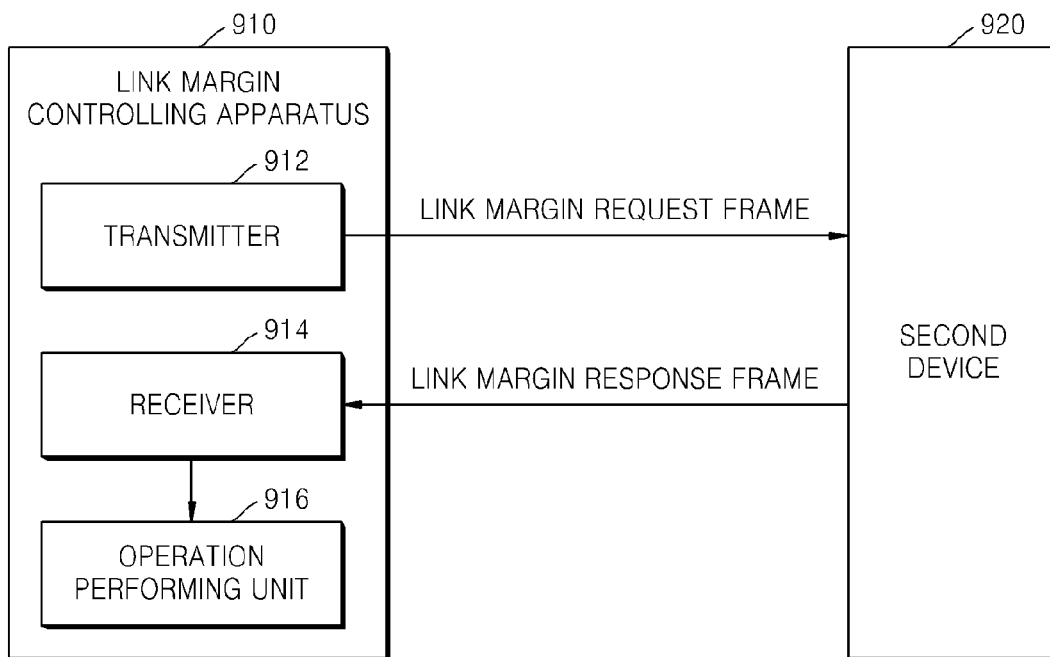 910
920
LINK MARGIN
CONTROLLING APPARATUS
912
TRANSMITTER
LINK MARGIN REQUEST FRAME
914
RECEIVER
LINK MARGIN RESPONSE FRAME
SECOND
DEVICE
916
OPERATION
PERFORMING UNIT